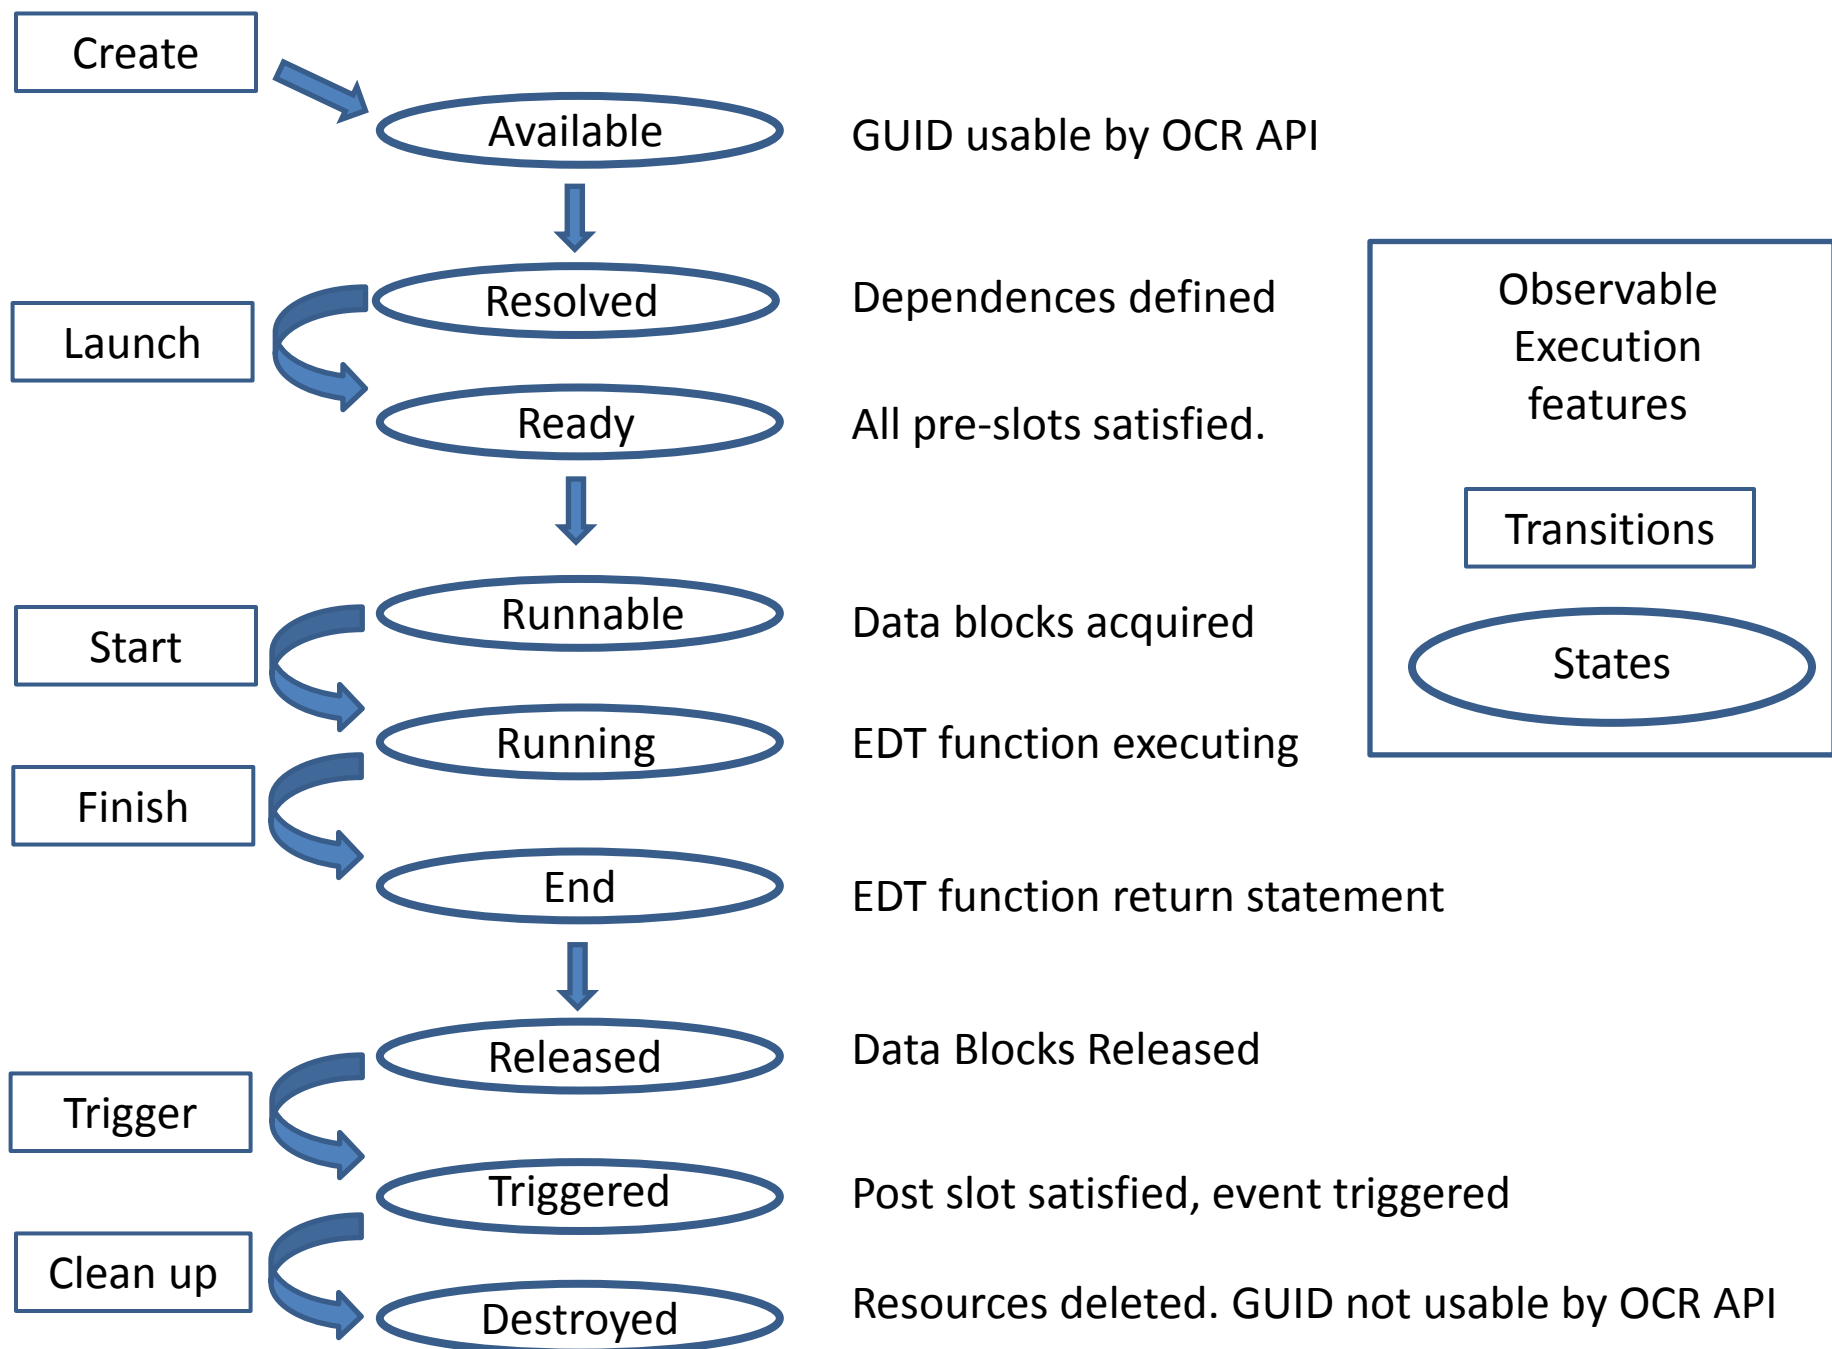 Create
Available
GUID usable by OCR API
Resolved
Dependences defined
Launch
Ready
All pre-slots satisfied.
Runnable
Data blocks acquired
Start
Running
EDT function executing
Finish
End
EDT function return statement
Released
Data Blocks Released
Trigger
Triggered
Post slot satisfied, event triggered
Clean up
Destroyed
Resources deleted. GUID not usable by OCR API
Observable
Execution
features
Transitions
States